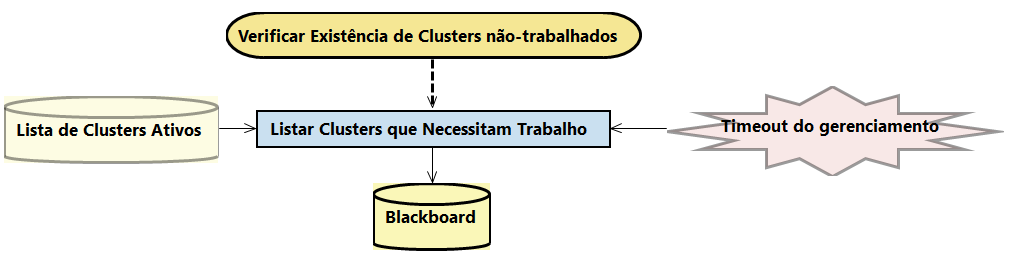 Verificar Existência de Clusters não-trabalhados
Lista de Clusters Ativos
Listar Clusters que Necessitam Trabalho
Timeout do gerenciamento
Blackboard